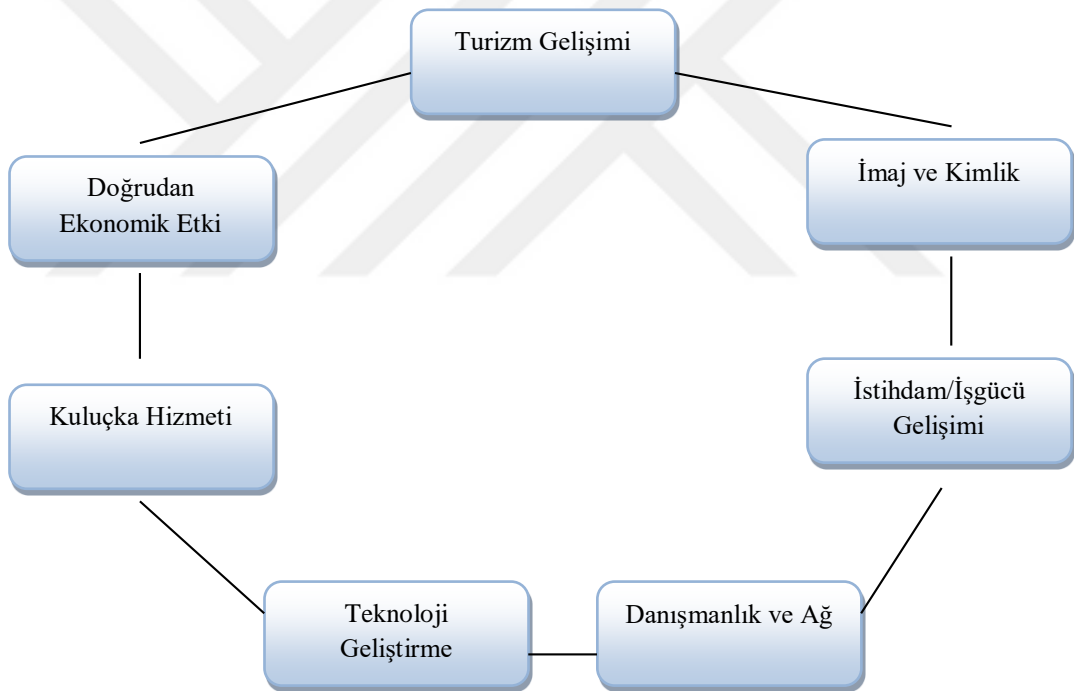 Turizm Gelişimi
Doğrudan
Ekonomik Etki
İmaj ve Kimlik
Kuluçka Hizmeti
İstihdam/İşgücü
Gelişimi
Teknoloji
Geliştirme
Danışmanlık ve Ağ